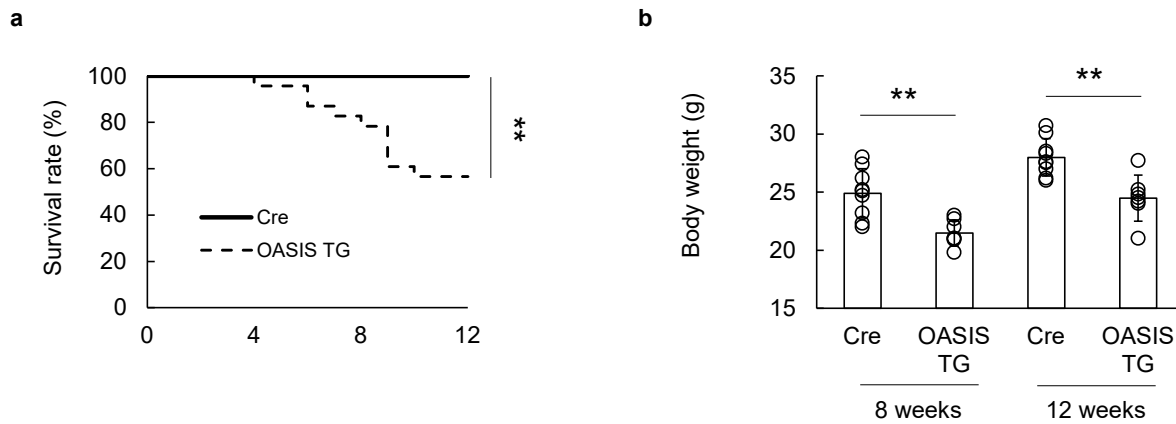 a
Survival rate (%)
100
80
60
40
20
0
0 4 8 12
Cre
OASIS TG
**
b
Body weight (g)
35
30
25
20
15
** **
Cre OASIS Cre OASIS
TG TG
8 weeks 12 weeks